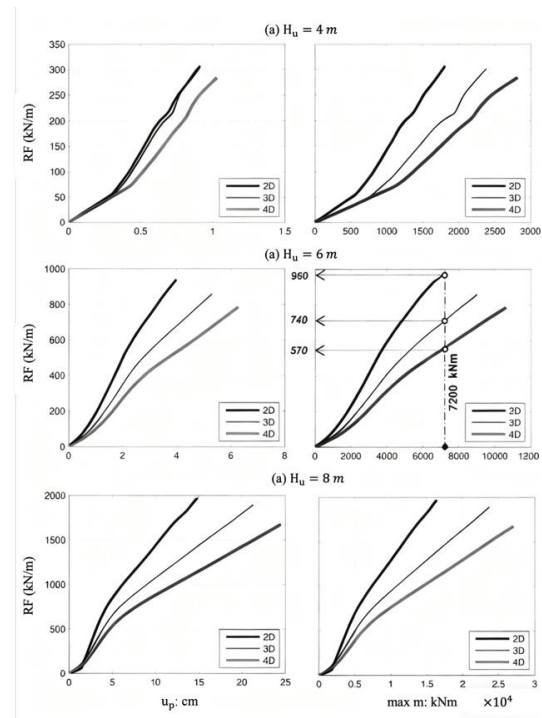 (a) Hᵤ = 4 m
RF (kN/m)
350
300
250
200
150
100
50
0
0 0.5 1 1.5
2D
3D
4D
0 500 1000 1500 2000 2500 3000
2D
3D
4D
(a) Hᵤ = 6 m
RF (kN/m)
1000
800
600
400
200
0
0 2 4 6 8
2D
3D
4D
960
740
570
7200 kNm
0 2000 4000 6000 8000 10000 1200
2D
3D
4D
(a) Hᵤ = 8 m
RF (kN/m)
2000
1500
1000
500
0
0 5 10 15 20 25
2D
3D
4D
uₚ: cm
0 0.5 1 1.5 2 2.5 3
2D
3D
4D
max m: kNm ×10⁴